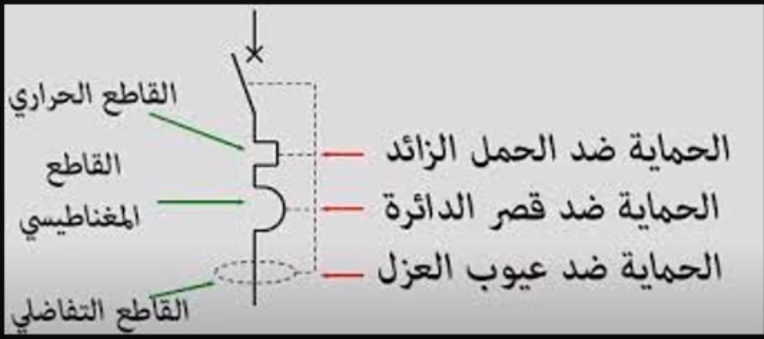 القاطع الحراري
الحماية ضد الحمل الزائد
القاطع
المغناطيسي
الحماية ضد قصر الدائرة
الحماية ضد عيوب العزل
القاطع التفاضلي